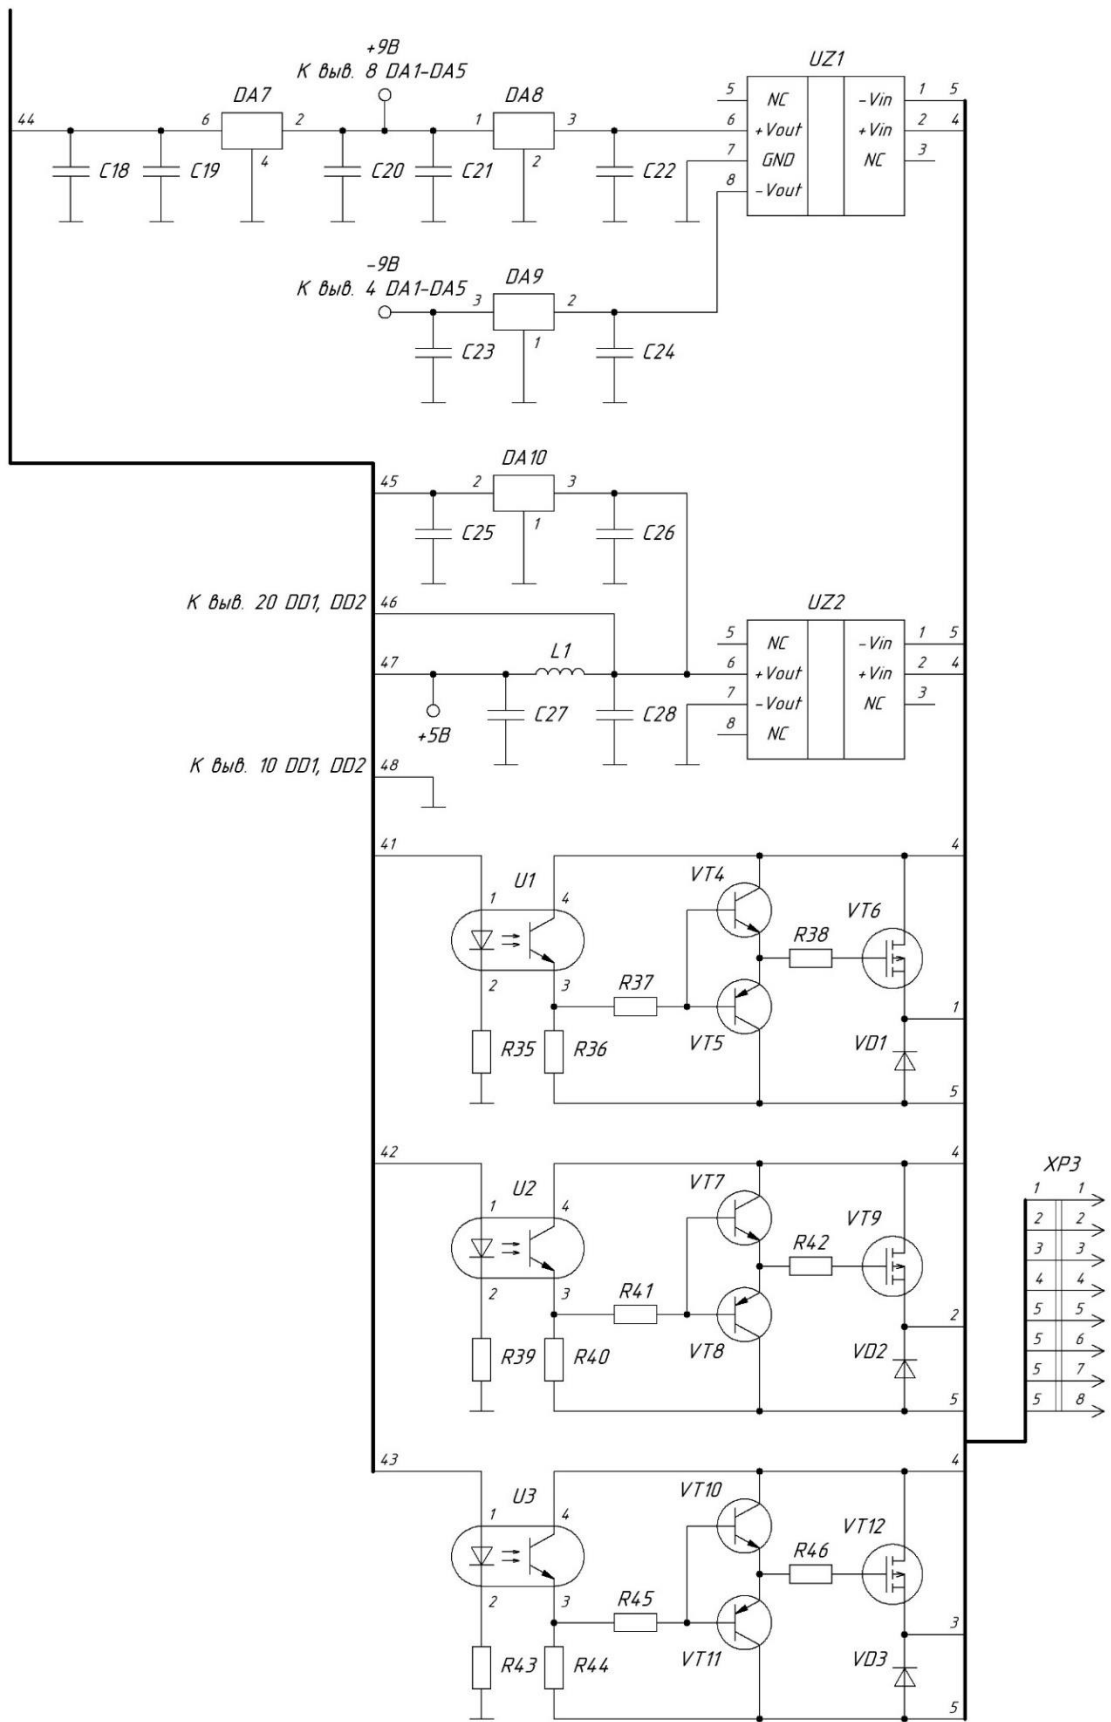 +9В
К выв. 8 DA1-DA5
UZ1
44
DA7
6
2
4
DA8
1
3
2
C18
C19
C20
C21
C22
5
NC
-Vin
1
5
6
+Vout
+Vin
2
4
7
GND
NC
3
8
-Vout
-9В
К выв. 4 DA1-DA5
DA9
3
2
1
C23
C24
DA10
45
2
3
1
C25
C26
К выв. 20 DD1, DD2
46
UZ2
5
NC
-Vin
1
5
47
L1
6
+Vout
+Vin
2
4
7
-Vout
NC
3
8
NC
+5В
C27
C28
К выв. 10 DD1, DD2
48
41
4
U1
1
4
VT4
VT6
R38
2
3
R37
1
R35
R36
VT5
VD1
5
42
4
U2
1
4
VT7
VT9
R42
2
3
R41
2
R39
R40
VT8
VD2
5
XP3
1
1
2
2
3
3
4
4
5
5
5
6
5
7
5
8
43
4
U3
1
4
VT10
VT12
R46
2
3
R45
3
R43
R44
VT11
VD3
5